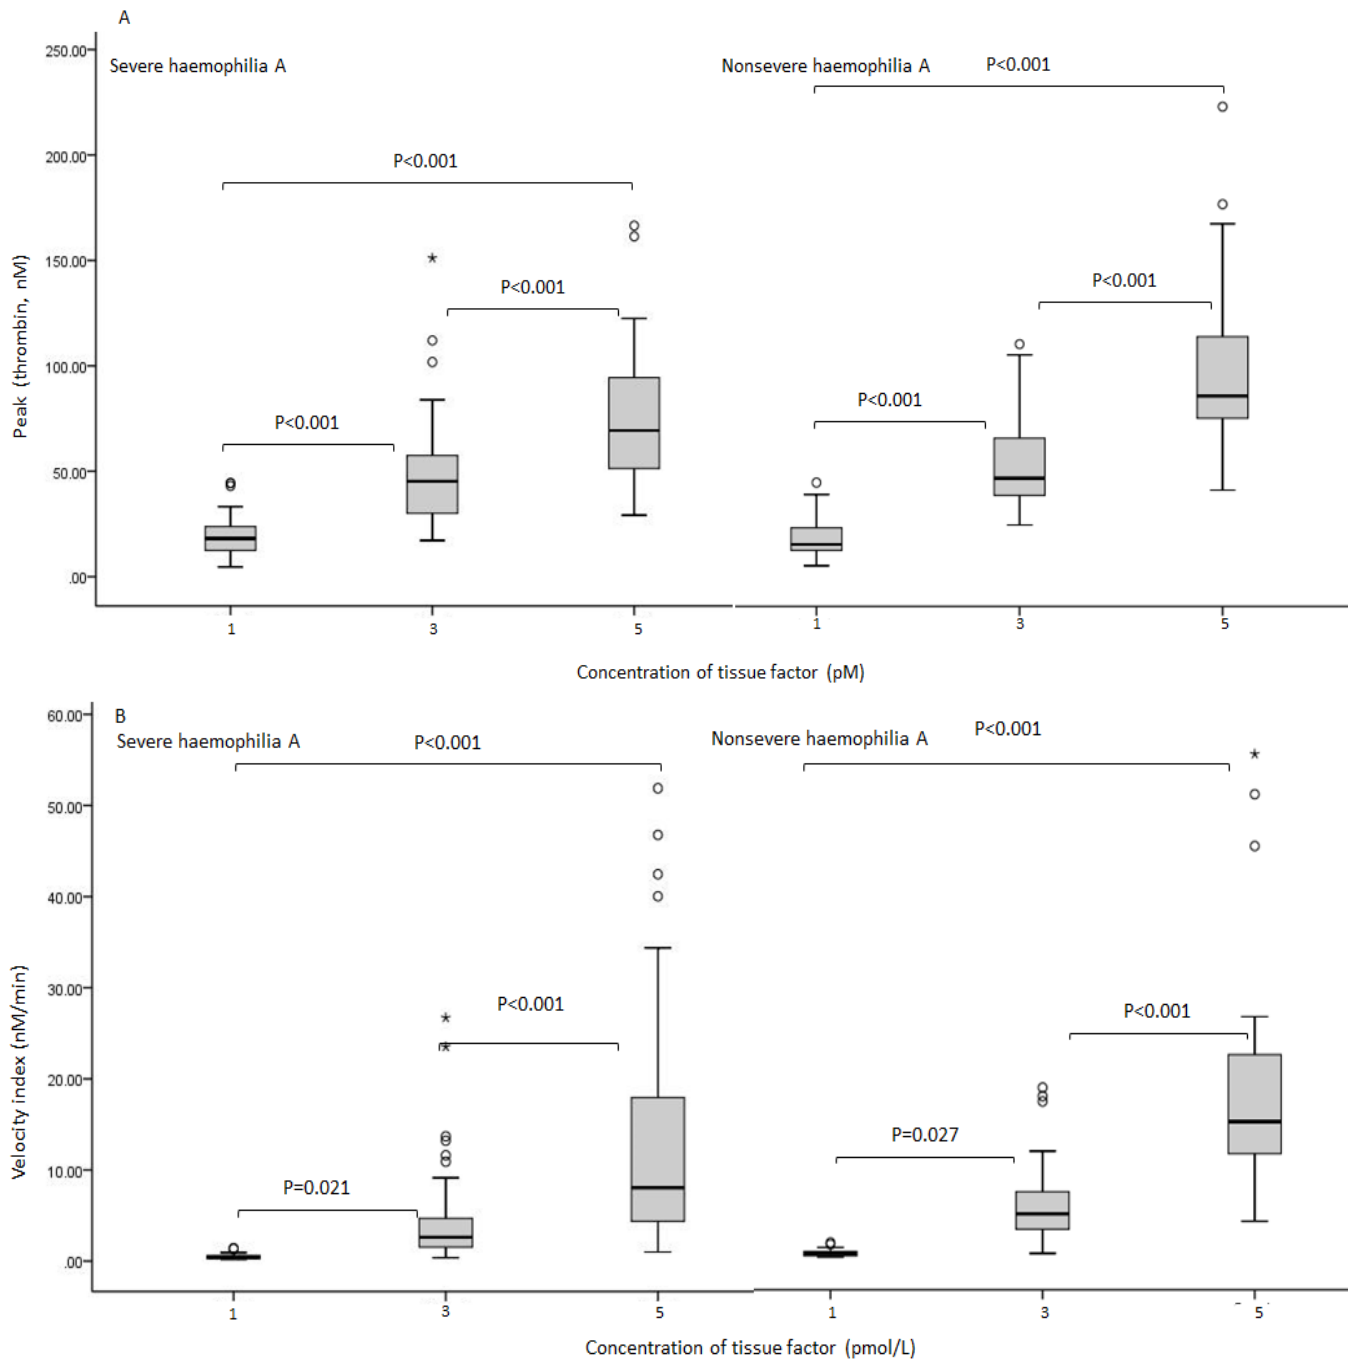 A
250.00
Severe haemophilia A
Nonsevere haemophilia A
P<0.001
200.00
P<0.001
150.00
P<0.001
P<0.001
100.00
P<0.001
P<0.001
50.00
.00
Peak (thrombin, nM)
1
3
5
1
3
5
Concentration of tissue factor (pM)
B
60.00
Severe haemophilia A
P<0.001
Nonsevere haemophilia A
P<0.001
50.00
40.00
30.00
P<0.001
P<0.001
20.00
P=0.027
10.00
P=0.021
.00
Velocity index (nM/min)
1
3
5
1
3
5
Concentration of tissue factor (pmol/L)